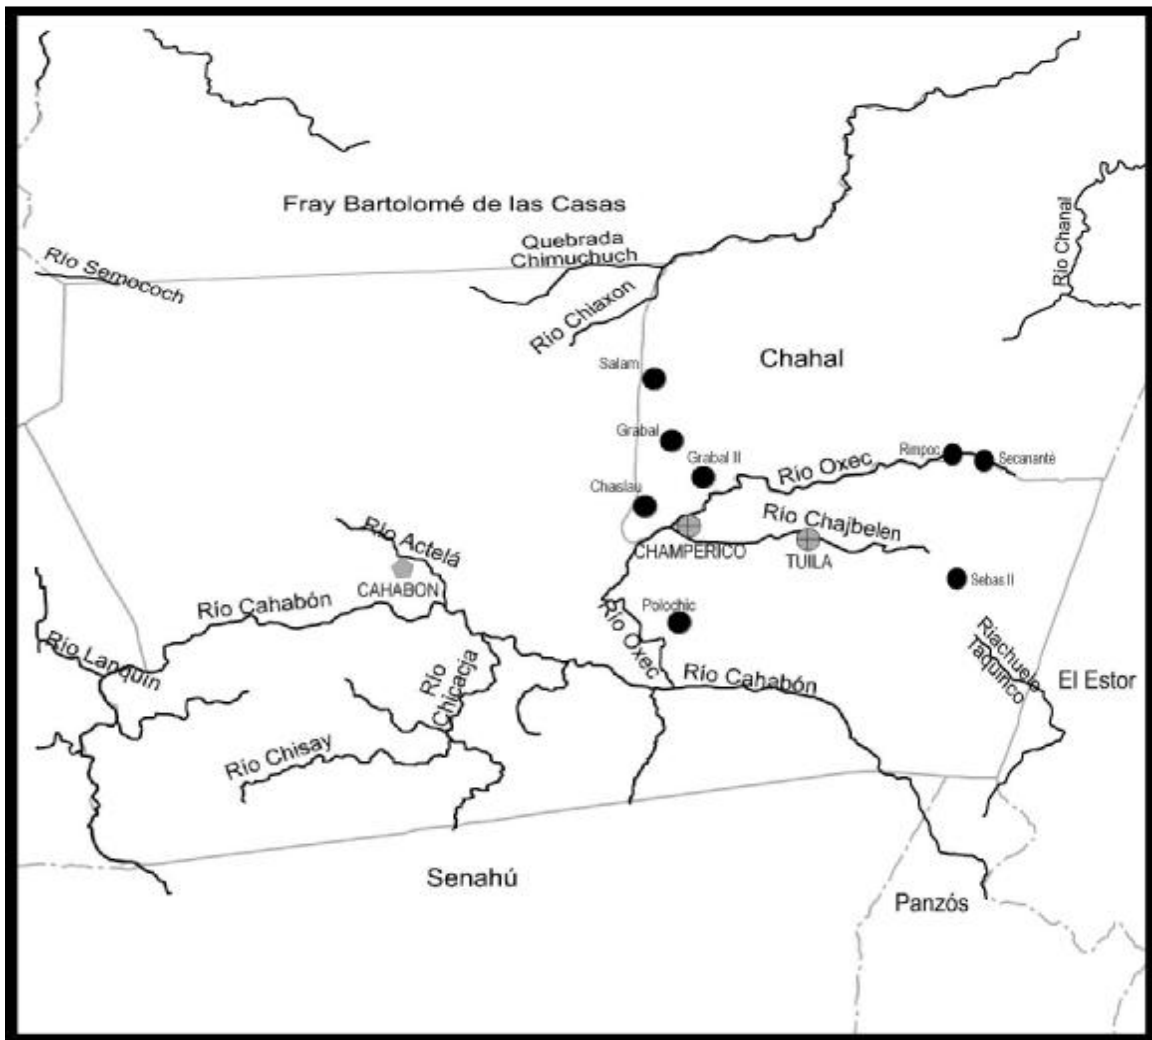 Fray Bartolomé de las Casas
Río Chanal
Quebrada
Chimucbuch
Río Semococh
Río Chiaxon
Salam
Chahal
Grabal
Grabal II
Río Oxec
Rimpoc
Secananté
Chaslau
Río Chajbelen
CHAMPERICO
TUILA
Río Actelá
CAHABON
Sebas II
Río Cahabón
Río Oxec
Polochic
Río Lanquín
Río
Chicacja
Río Cahabón
Riachuelo
Taquinco
El Estor
Río Chisay
Senahú
Panzós